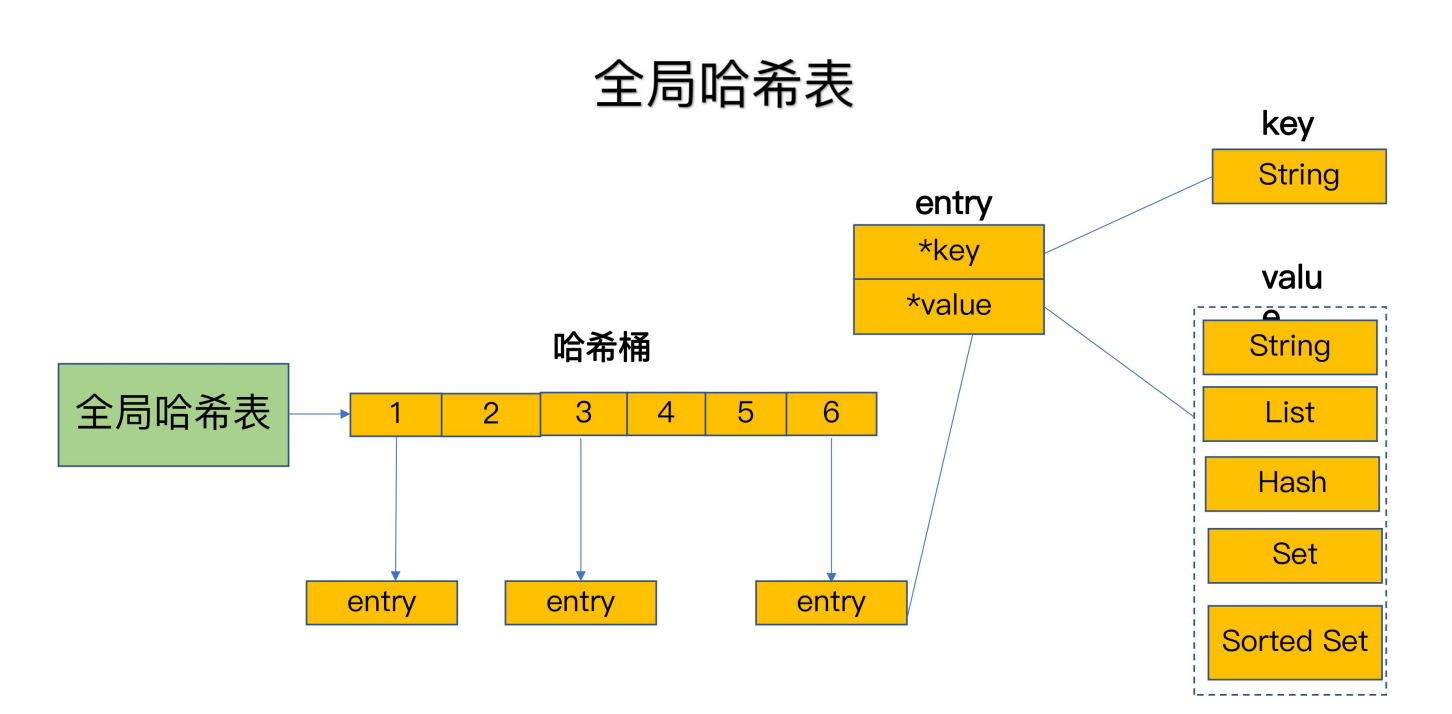 全局哈希表
key
String
entry
*key
*value
valu
e
String
List
Hash
Set
Sorted Set
哈希桶
全局哈希表
1 2 3 4 5 6
entry entry entry